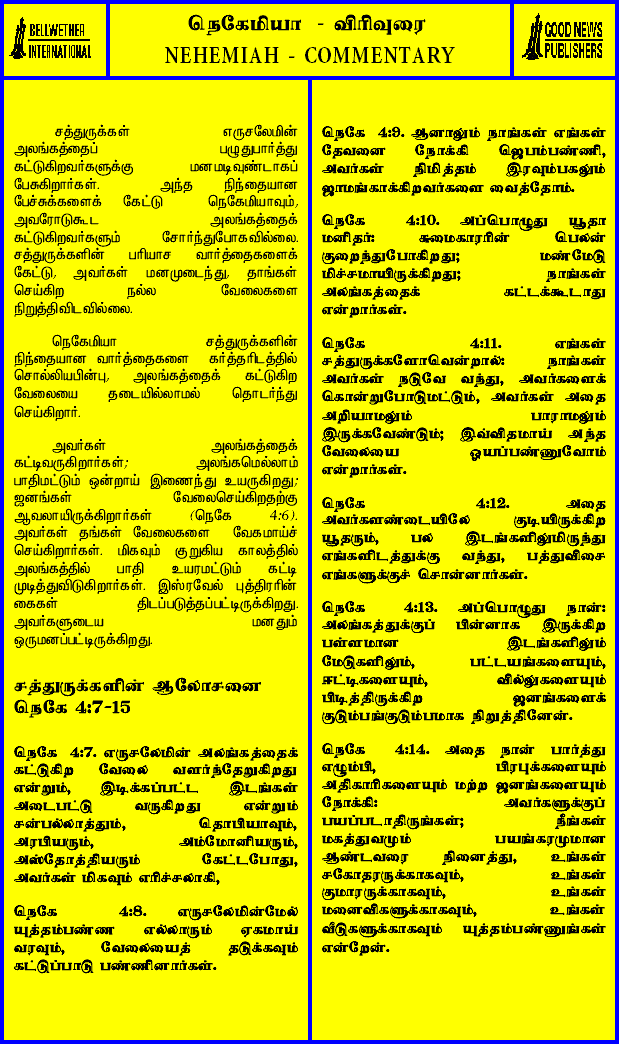 BELLWETHER
INTERNATIONAL
நெகேமியா - விரிவுரை
NEHEMIAH - COMMENTARY
GOOD NEWS
PUBLISHERS
சத்துருக்கள் எருசலேமின்
அலங்கத்தைப் பழுதுபார்த்து
கட்டுகிறவர்களுக்கு மனமடிவுண்டாகப்
பேசுகிறார்கள். அந்த நிந்தையான
பேச்சுக்களைக் கேட்டு நெகேமியாவும்,
அவரோடுகூட அலங்கத்தைக்
கட்டுகிறவர்களும் சோர்ந்துபோகவில்லை.
சத்துருக்களின் பரியாச வார்த்தைகளைக்
கேட்டு, அவர்கள் மனமுடைந்து, தாங்கள்
செய்கிற நல்ல வேலைகளை
நிறுத்திவிடவில்லை.
நெகேமியா சத்துருக்களின்
நிந்தையான வார்த்தைகளை கர்த்தரிடத்தில்
சொல்லியபின்பு, அலங்கத்தைக் கட்டுகிற
வேலையை தடையில்லாமல் தொடர்ந்து
செய்கிறார்.
அவர்கள் அலங்கத்தைக்
கட்டிவருகிறார்கள்; அலங்கமெல்லாம்
பாதிமட்டும் ஒன்றாய் இணைந்து உயருகிறது;
ஜனங்கள் வேலைசெய்கிறதற்கு
ஆவலாயிருக்கிறார்கள் (நெகே 4:6).
அவர்கள் தங்கள் வேலைகளை வேகமாய்ச்
செய்கிறார்கள். மிகவும் குறுகிய காலத்தில்
அலங்கத்தில் பாதி உயரமட்டும் கட்டி
முடித்துவிடுகிறார்கள். இஸ்ரவேல் புத்திரரின்
கைகள் திடப்படுத்தப்பட்டிருக்கிறது.
அவர்களுடைய மனதும்
ஒருமனப்பட்டிருக்கிறது.
சத்துருக்களின் ஆலோசனை
நெகே 4:7-15
நெகே 4:7. எருசலேமின் அலங்கத்தைக்
கட்டுகிற வேலை வளர்ந்தேறுகிறது
என்றும், இடிக்கப்பட்ட இடங்கள்
அடைபட்டு வருகிறது என்றும்
சன்பல்லாத்தும், தொபியாவும்,
அரபியரும், அம்மோனியரும்,
அஸ்தோத்தியரும் கேட்டபோது,
அவர்கள் மிகவும் எரிச்சலாகி,
நெகே 4:8. எருசலேமின்மேல்
யுத்தம்பண்ண எல்லாரும் ஏகமாய்
வரவும், வேலையைத் தடுக்கவும்
கட்டுப்பாடு பண்ணினார்கள்.
நெகே 4:9. ஆனாலும் நாங்கள் எங்கள்
தேவனை நோக்கி ஜெபம்பண்ணி,
அவர்கள் நிமித்தம் இரவும்பகலும்
ஜாமங்காக்கிறவர்களை வைத்தோம்.
நெகே 4:10. அப்பொழுது யூதா
மனிதர்: சுமைகாரரின் பெலன்
குறைந்துபோகிறது; மண்மேடு
மிச்சமாயிருக்கிறது; நாங்கள்
அலங்கத்தைக் கட்டக்கூடாது
என்றார்கள்.
நெகே 4:11. எங்கள்
சத்துருக்களோவென்றால்: நாங்கள்
அவர்கள் நடுவே வந்து, அவர்களைக்
கொன்றுபோடுமட்டும், அவர்கள் அதை
அறியாமலும் பாராமலும்
இருக்கவேண்டும்; இவ்விதமாய் அந்த
வேலையை ஓயப்பண்ணுவோம்
என்றார்கள்.
நெகே 4:12. அதை
அவர்களண்டையிலே குடியிருக்கிற
யூதரும், பல இடங்களிலுமிருந்து
எங்களிடத்துக்கு வந்து, பத்துவிசை
எங்களுக்குச் சொன்னார்கள்.
நெகே 4:13. அப்பொழுது நான்:
அலங்கத்துக்குப் பின்னாக இருக்கிற
பள்ளமான இடங்களிலும்
மேடுகளிலும், பட்டயங்களையும்,
ஈட்டிகளையும், வில்லுகளையும்
பிடித்திருக்கிற ஜனங்களைக்
குடும்பங்குடும்பமாக நிறுத்தினேன்.
நெகே 4:14. அதை நான் பார்த்து
எழும்பி, பிரபுக்களையும்
அதிகாரிகளையும் மற்ற ஜனங்களையும்
நோக்கி: அவர்களுக்குப்
பயப்படாதிருங்கள்; நீங்கள்
மகத்துவமும் பயங்கரமுமான
ஆண்டவரை நினைத்து, உங்கள்
சகோதரருக்காகவும், உங்கள்
குமாரருக்காகவும், உங்கள்
மனைவிகளுக்காகவும், உங்கள்
வீடுகளுக்காகவும் யுத்தம்பண்ணுங்கள்
என்றேன்.